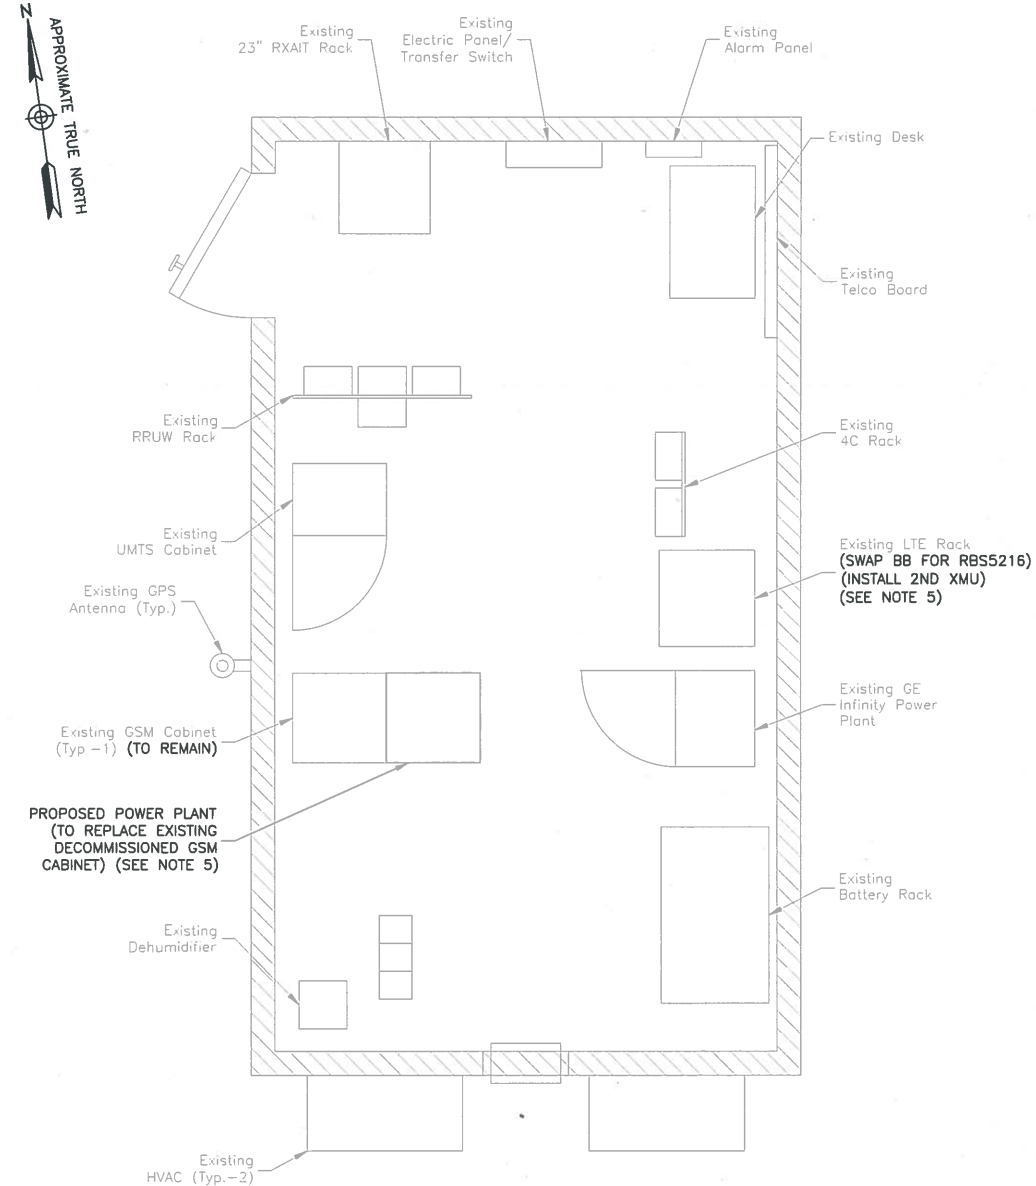 N
APPROXIMATE TRUE NORTH
Existing
23" RXAIT Rack
Existing
Electric Panel/
Transfer Switch
Existing
Alarm Panel
Existing Desk
Existing
Telco Board
Existing
RRUW Rack
Existing
4C Rack
Existing
UMTS Cabinet
Existing LTE Rack
(SWAP BB FOR RBS5216)
(INSTALL 2ND XMU)
(SEE NOTE 5)
Existing GPS
Antenna (Typ.)
Existing GE
Infinity Power
Plant
Existing GSM Cabinet
(Typ -1) (TO REMAIN)
PROPOSED POWER PLANT
(TO REPLACE EXISTING
DECOMMISSIONED GSM
CABINET) (SEE NOTE 5)
Existing
Battery Rack
Existing
Dehumidifier
Existing
HVAC (Typ.-2)